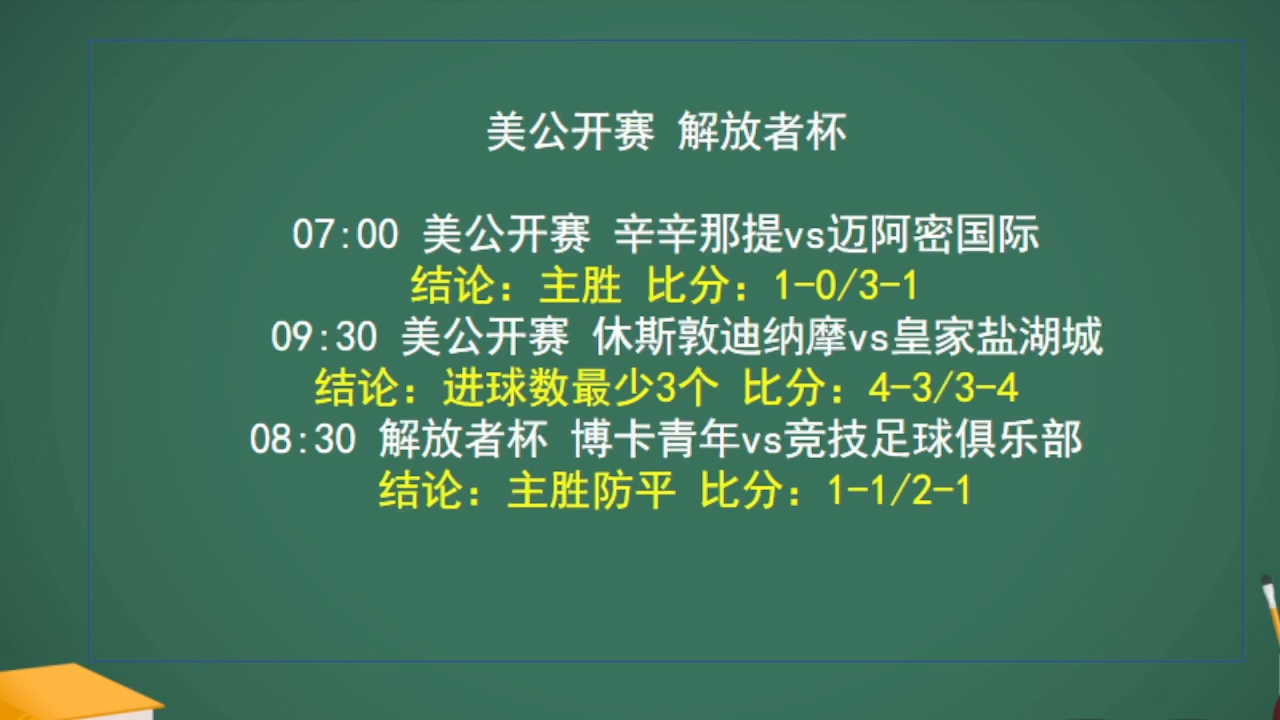 美公开赛 解放者杯
07:00 美公开赛 辛辛那提vs迈阿密国际
结论：主胜 比分：1-0/3-1
09:30 美公开赛 休斯敦迪纳摩vs皇家盐湖城
结论：进球数最少3个 比分：4-3/3-4
08:30 解放者杯 博卡青年vs竞技足球俱乐部
结论：主胜防平 比分：1-1/2-1